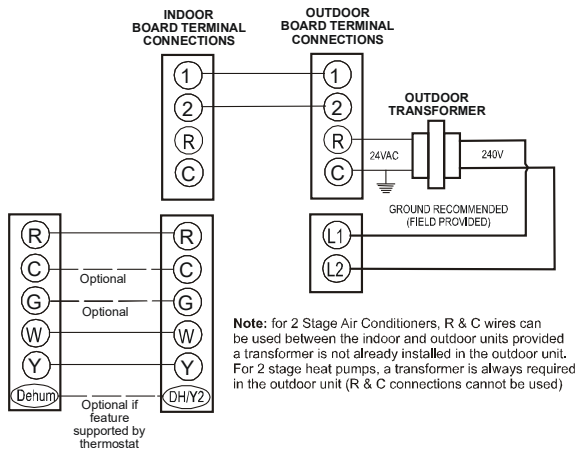 INDOOR
BOARD TERMINAL
CONNECTIONS
OUTDOOR
BOARD TERMINAL
CONNECTIONS
1
2
R
C
1
2
R
C
OUTDOOR
TRANSFORMER
24VAC
240V
GROUND RECOMMENDED
(FIELD PROVIDED)
L1
L2
R
R
C
Optional
C
G
Optional
G
W
W
Y
Y
Dehum
DH/Y2
Optional if
feature
supported by
thermostat
Note: for 2 Stage Air Conditioners, R & C wires can
be used between the indoor and outdoor units provided
a transformer is not already installed in the outdoor unit.
For 2 stage heat pumps, a transformer is always required
in the outdoor unit (R & C connections cannot be used)